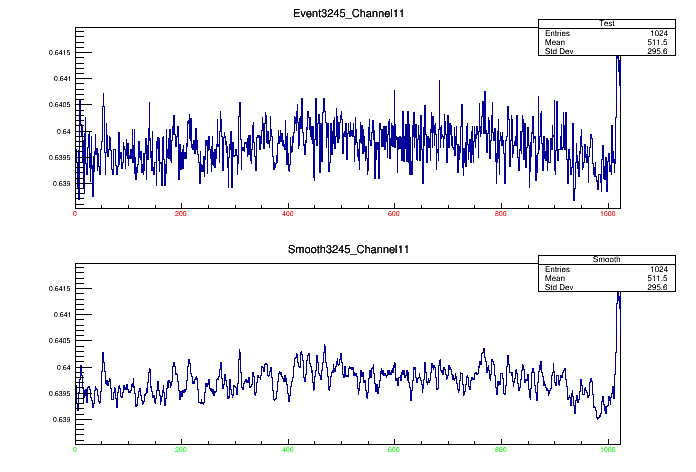 Event3245_Channel11
Test
Entries 1024
Mean 511.5
Std Dev 295.6
0.6415
0.641
0.6405
0.64
0.6395
0.639
0 200 400 600 800 1000
Smooth3245_Channel11
Smooth
Entries 1024
Mean 511.5
Std Dev 295.6
0.6415
0.641
0.6405
0.64
0.6395
0.639
0 200 400 600 800 1000